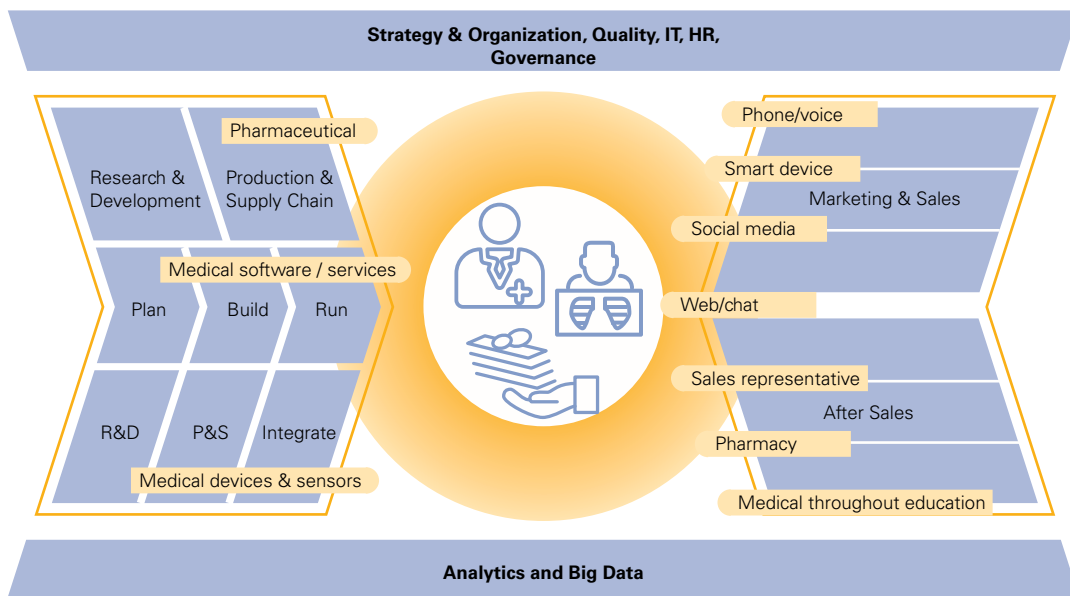 Strategy & Organization, Quality, IT, HR,
Governance
Pharmaceutical
Research &
Development
Production &
Supply Chain
Medical software / services
Plan
Build
Run
R&D
P&S
Integrate
Medical devices & sensors
Phone/voice
Smart device
Marketing & Sales
Social media
Web/chat
Sales representative
After Sales
Pharmacy
Medical throughout education
Analytics and Big Data